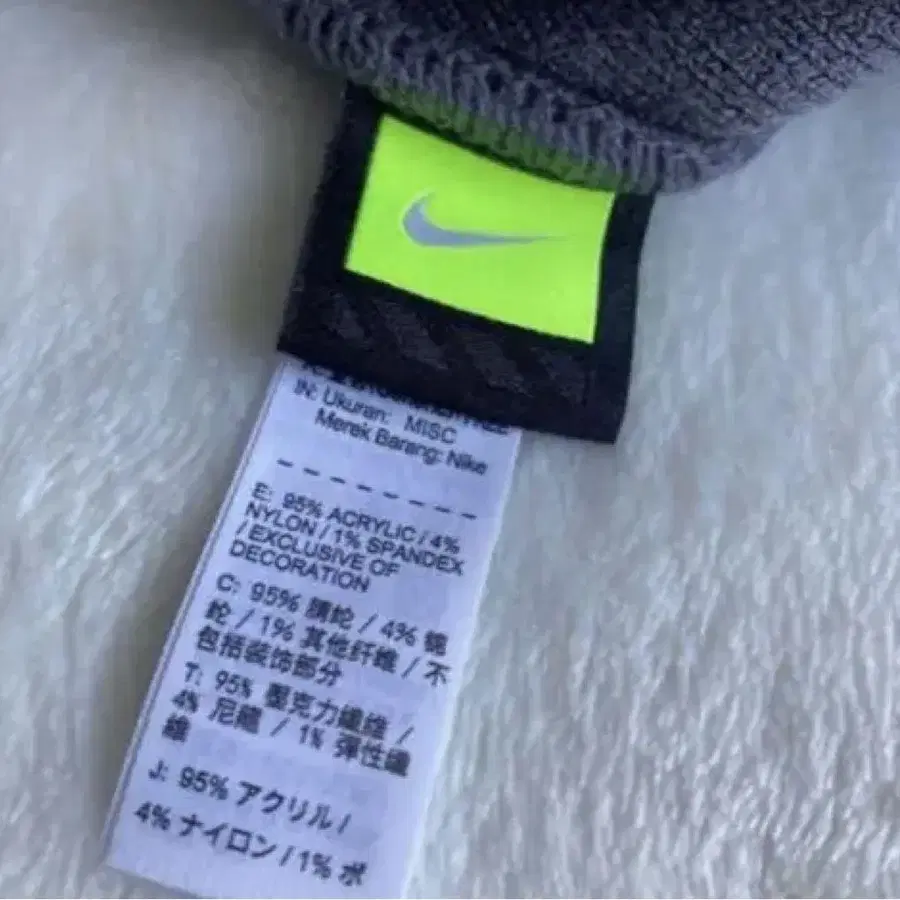 IN: Ukuran: MISC
Merek Barang: Nike
E: 95% ACRYLIC / 4%
NYLON / 1% SPANDEX
/ EXCLUSIVE OF
DECORATION
C: 95% 腈纶 / 4% 锦
纶 / 1% 其他纤维 / 不
包括装饰部分
T: 95% 壓克力纖維 /
4% 尼龍 / 1% 彈性纖
維
J: 95% アクリル /
4% ナイロン / 1% ポ